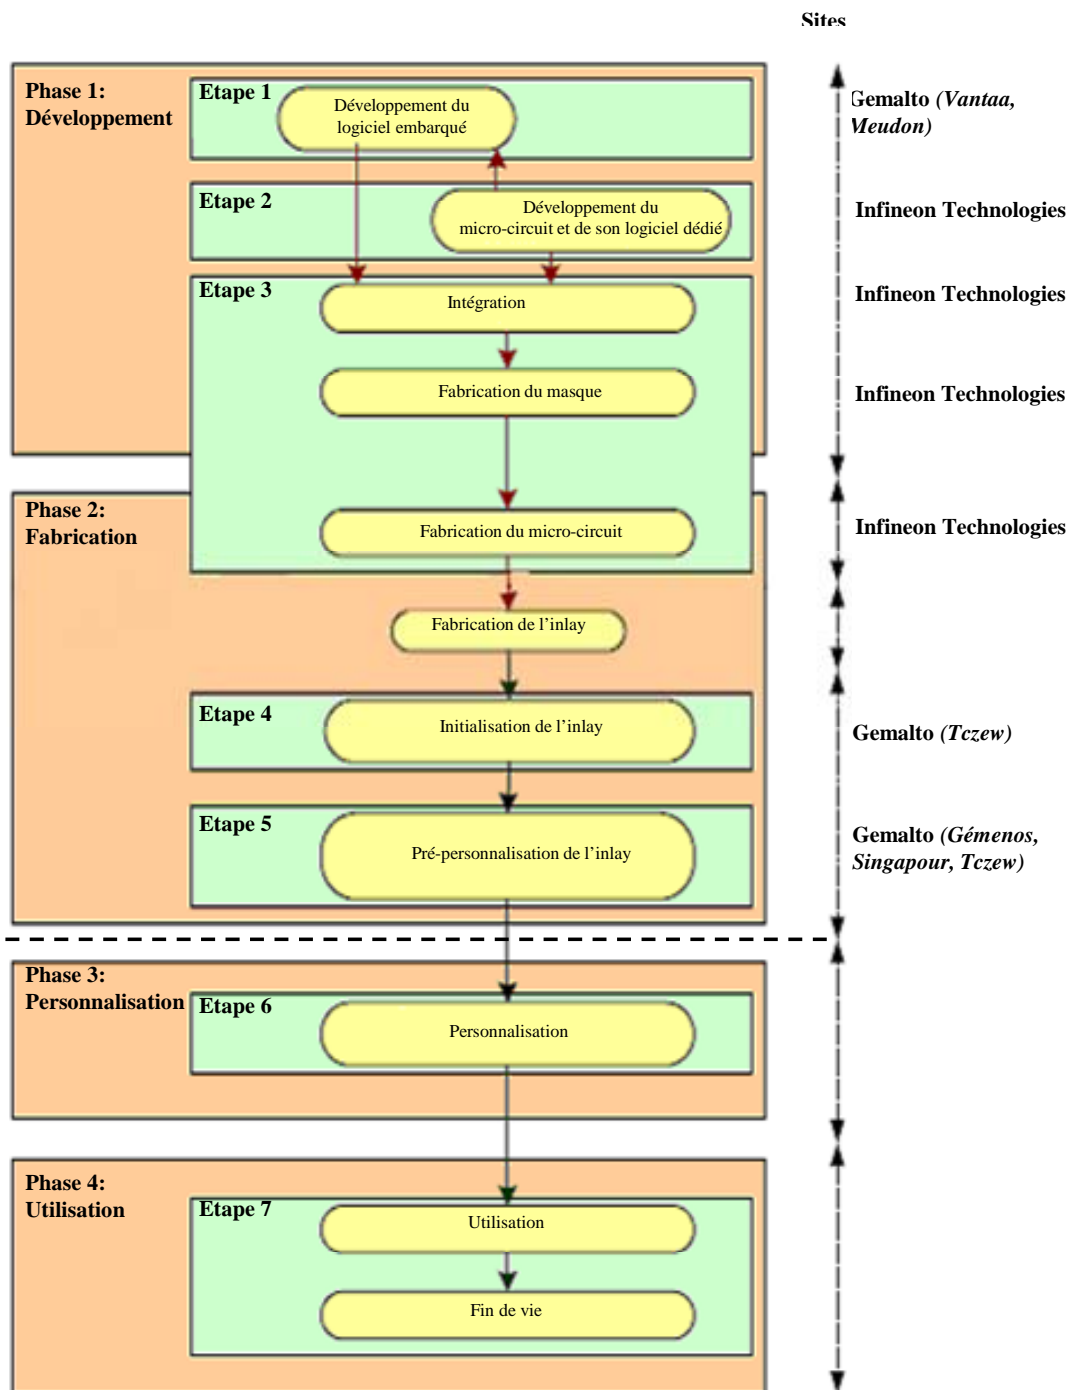 Sites
Phase 1:
Développement
Etape 1
Développement du
logiciel embarqué
Gemalto (Vantaa,
Meudon)
Etape 2
Développement du
micro-circuit et de son logiciel dédié
Infineon Technologies
Etape 3
Intégration
Infineon Technologies
Fabrication du masque
Infineon Technologies
Phase 2:
Fabrication
Fabrication du micro-circuit
Infineon Technologies
Fabrication de l’inlay
Etape 4
Initialisation de l’inlay
Gemalto (Tczew)
Etape 5
Pré-personnalisation de l’inlay
Gemalto (Gémenos,
Singapour, Tczew)
Phase 3:
Personnalisation
Etape 6
Personnalisation
Phase 4:
Utilisation
Etape 7
Utilisation
Fin de vie